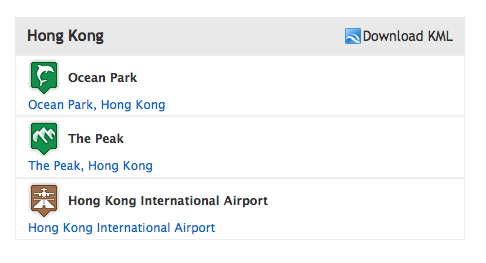 Hong Kong
Download KML
Ocean Park
Ocean Park, Hong Kong
The Peak
The Peak, Hong Kong
Hong Kong International Airport
Hong Kong International Airport